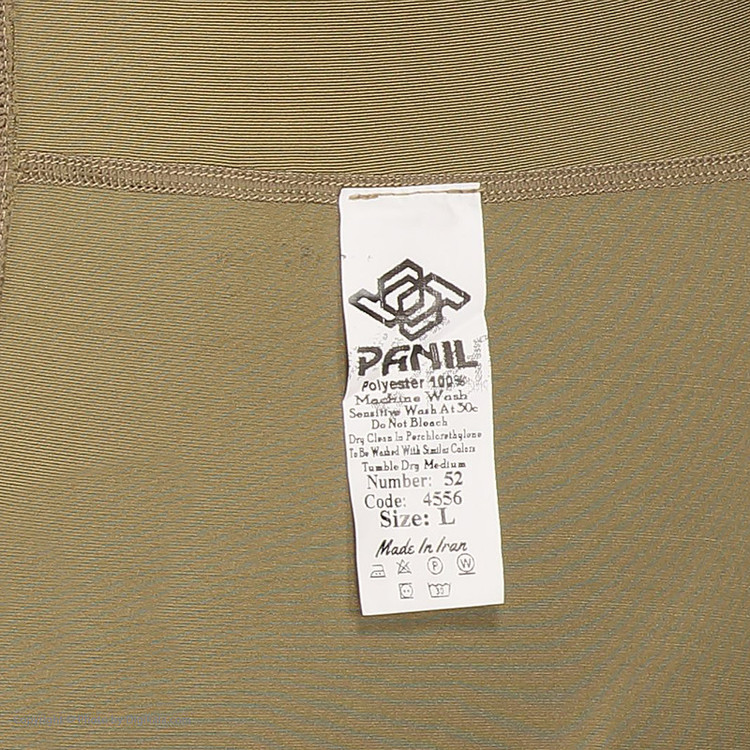 PANIL
Polyester 100%
Machine Wash
Sensitive Wash At 30c
Do Not Bleach
Dry Clean In Perchlorethylene
To Be Washed With Similar Colors
Tumble Dry Medium
Number: 52
Code: 4556
Size: L
Made In Iran
P W
30